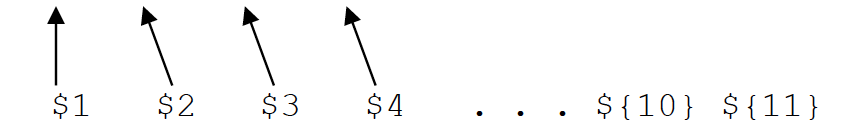 $1 $2 $3 $4 . . . ${10} ${11}